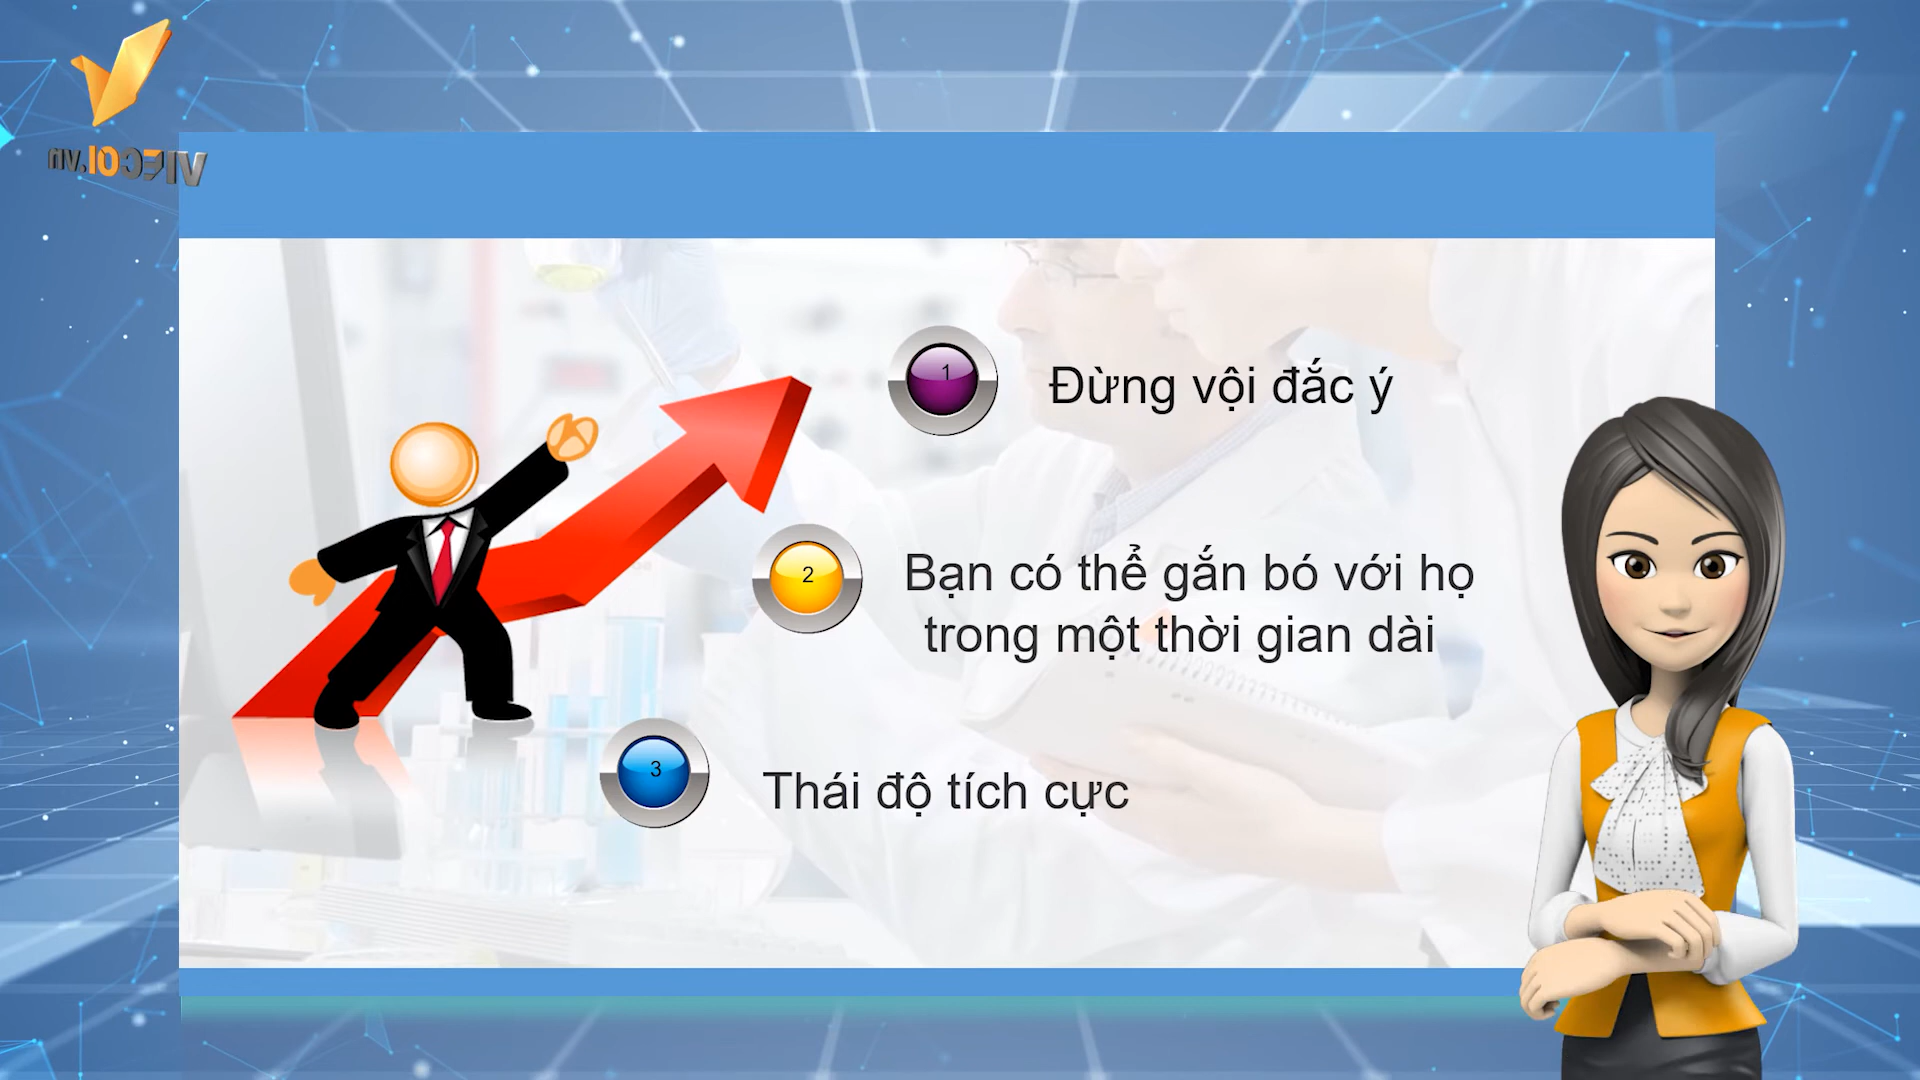 VIECOI.vn
1
Đừng vội đắc ý
2
Bạn có thể gắn bó với họ
trong một thời gian dài
3
Thái độ tích cực